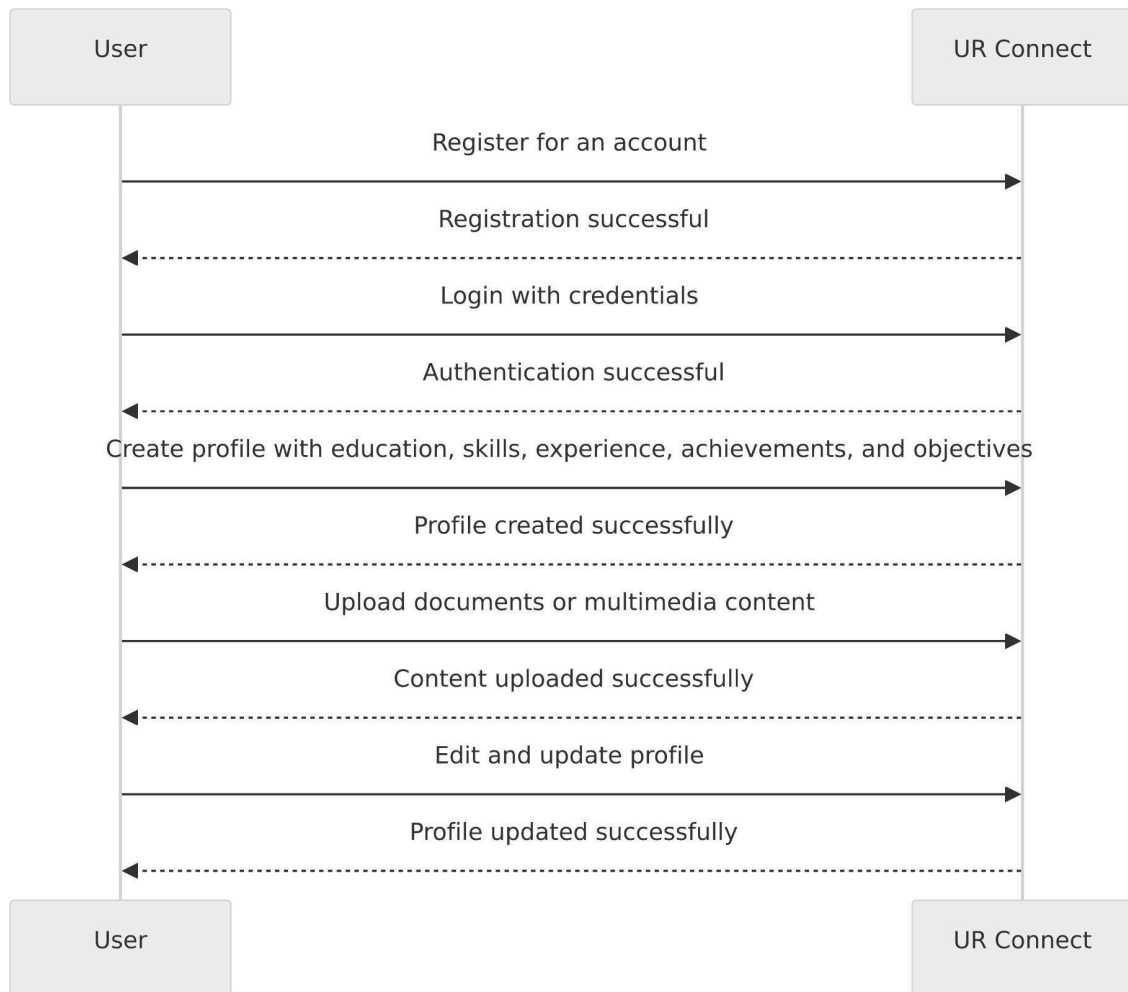 User
UR Connect
Register for an account
Registration successful
Login with credentials
Authentication successful
Create profile with education, skills, experience, achievements, and objectives
Profile created successfully
Upload documents or multimedia content
Content uploaded successfully
Edit and update profile
Profile updated successfully
User
UR Connect